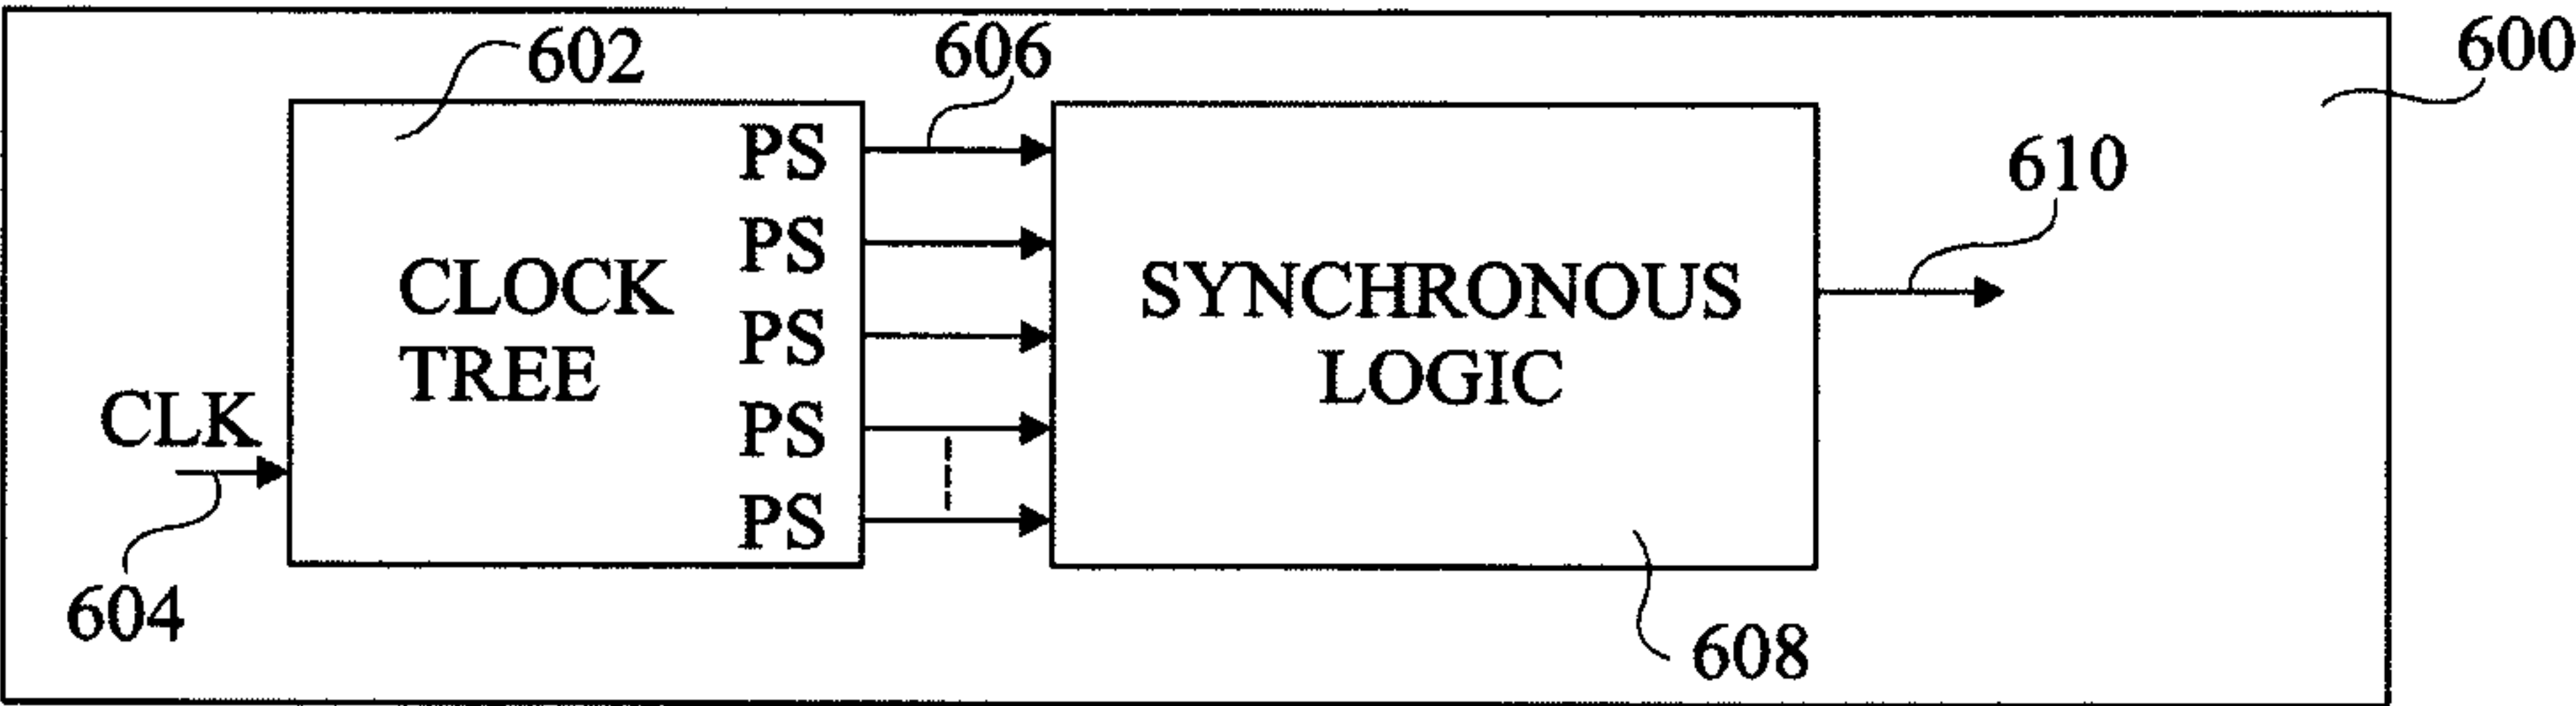 602
606
600
PS
610
PS
CLOCK
TREE
SYNCHRONOUS
LOGIC
PS
CLK
PS
PS
604
608